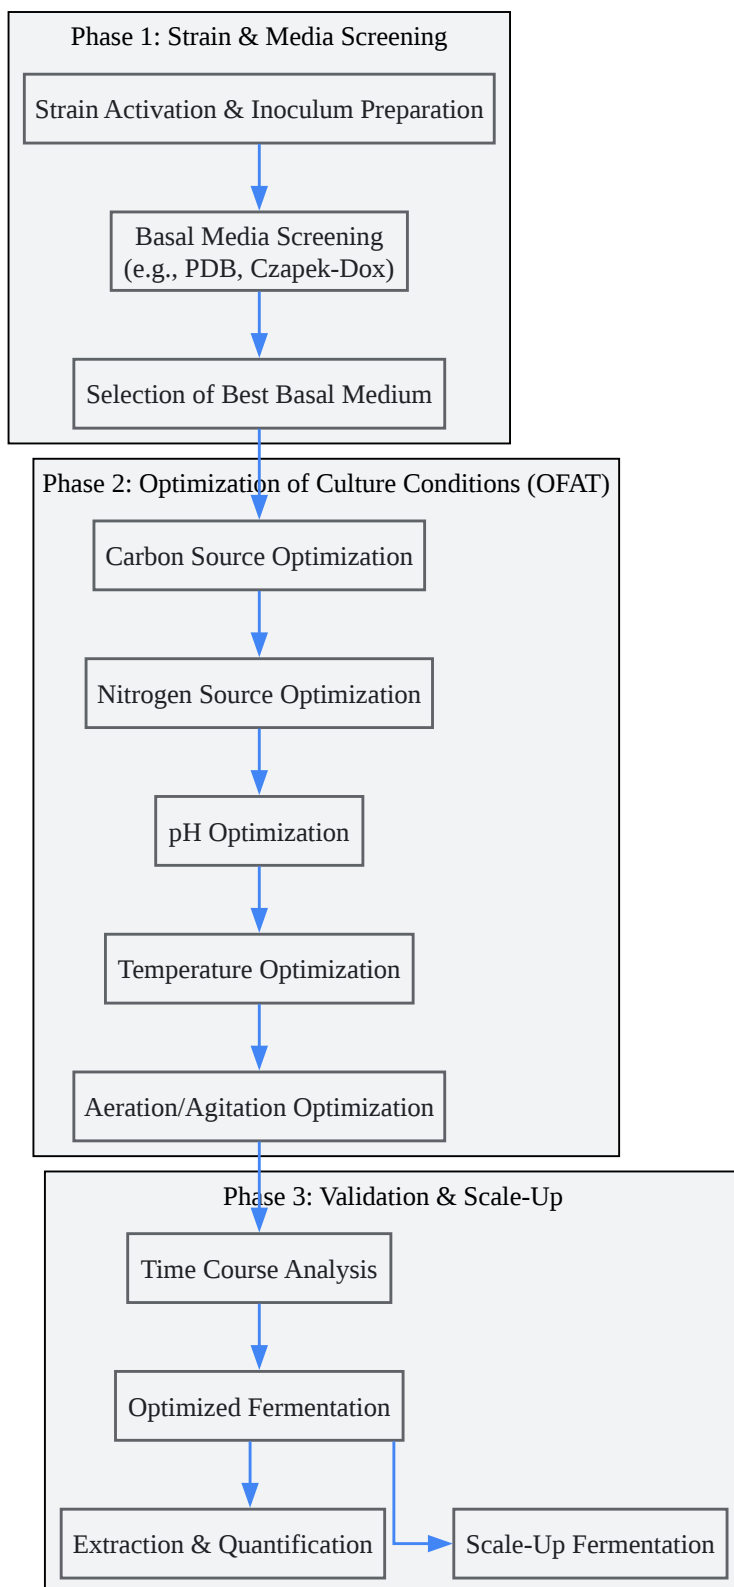 Phase 1: Strain & Media Screening
Strain Activation & Inoculum Preparation
Basal Media Screening
(e.g., PDB, Czapek-Dox)
Selection of Best Basal Medium
Phase 2: Optimization of Culture Conditions (OFAT)
Carbon Source Optimization
Nitrogen Source Optimization
pH Optimization
Temperature Optimization
Aeration/Agitation Optimization
Phase 3: Validation & Scale-Up
Time Course Analysis
Optimized Fermentation
Extraction & Quantification
Scale-Up Fermentation